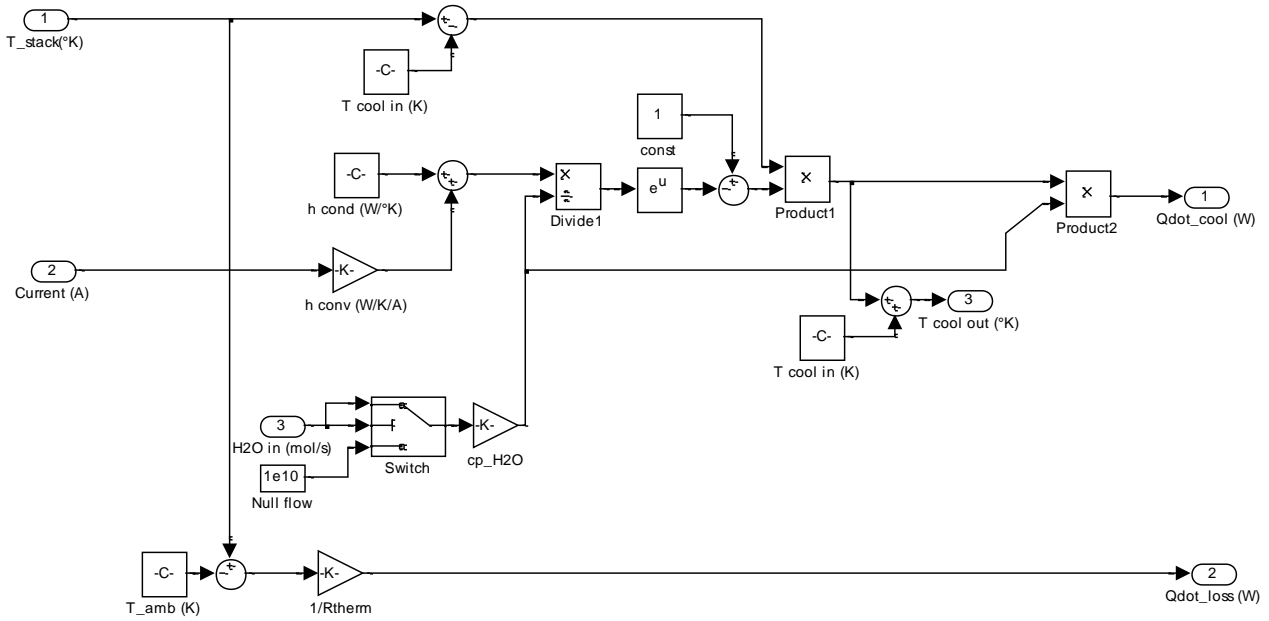 1
T_stack(°K)
-C-
T cool in (K)
1
const
-C-
h cond (W/°K)
×
÷
Divide1
e^u
×
Product1
×
Product2
1
Qdot_cool (W)
2
Current (A)
-K-
h conv (W/K/A)
3
T cool out (°K)
-C-
T cool in (K)
3
H2O in (mol/s)
Switch
-K-
cp_H2O
1e10
Null flow
-C-
T_amb (K)
-K-
1/Rtherm
2
Qdot_loss (W)